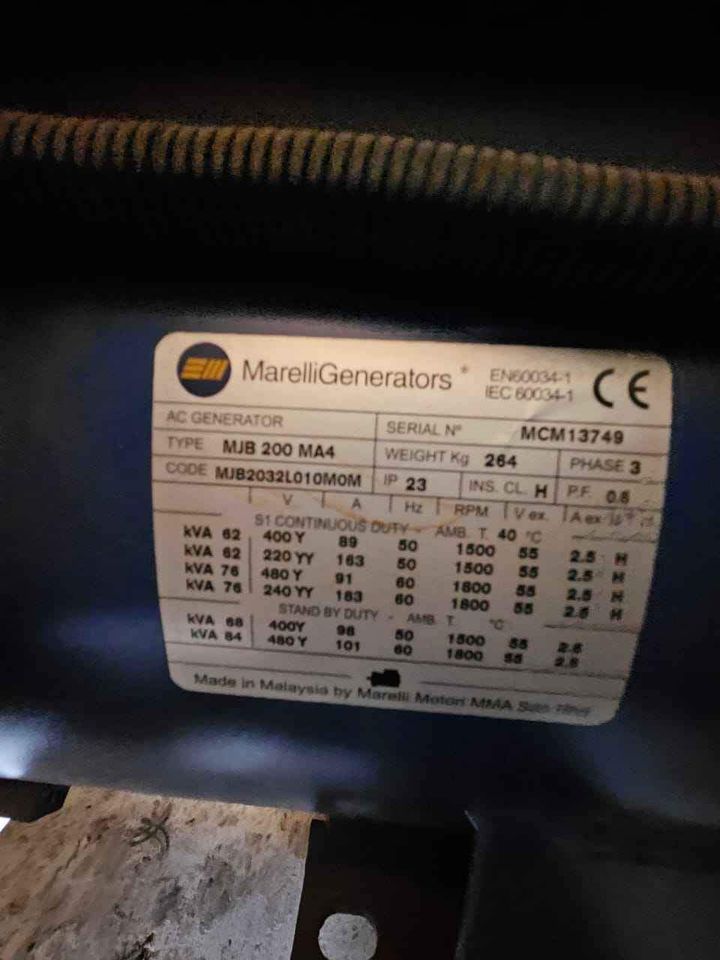 MarelliGenerators ® EN60034-1
IEC 60034-1 CE
AC GENERATOR SERIAL Nº MCM13749
TYPE MJB 200 MA4 WEIGHT Kg 264 PHASE 3
CODE MJB2032L010M0M IP 23 INS. CL. H P.F. 0.8
V A Hz RPM V ex. A ex
S1 CONTINUOUS DUTY - AMB. T. 40 °C
kVA 62 400 Y 89 50 1500 55 2.5 H
kVA 62 220 YY 163 50 1500 55 2.5 H
kVA 76 480 Y 91 60 1800 55 2.5 H
kVA 76 240 YY 183 60 1800 55 2.5 H
STAND BY DUTY - AMB. T. °C
kVA 68 400Y 98 50 1500 55 2.6
kVA 84 480 Y 101 60 1800 55
Made in Malaysia by Marelli Motori MMA Sdn.